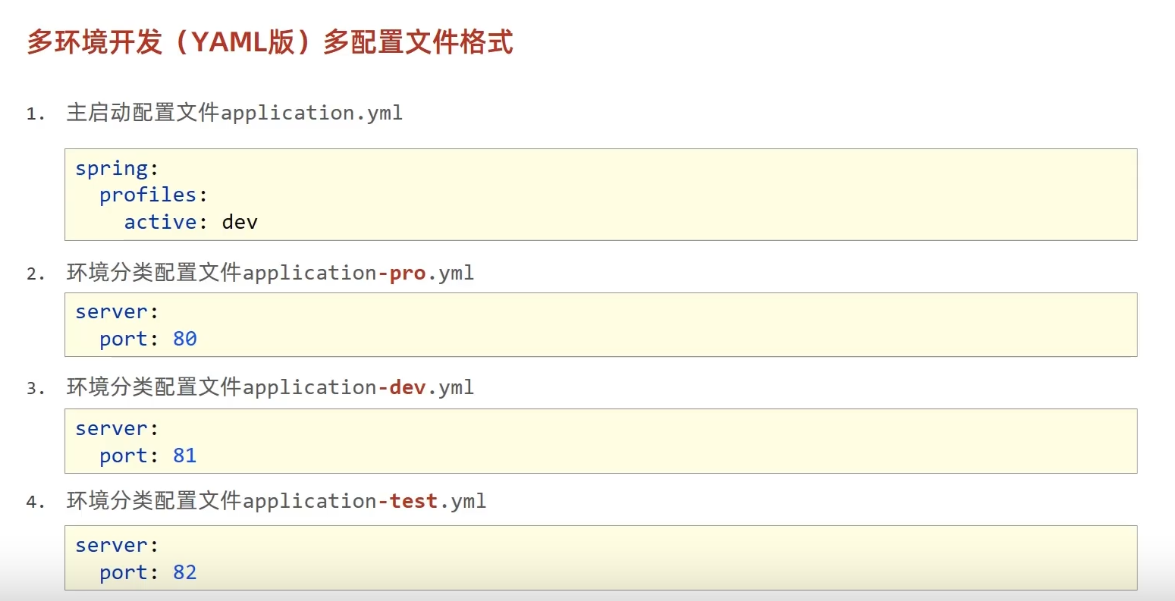 多环境开发（YAML版）多配置文件格式
1. 主启动配置文件application.yml
spring:
  profiles:
    active: dev
2. 环境分类配置文件application-pro.yml
server:
  port: 80
3. 环境分类配置文件application-dev.yml
server:
  port: 81
4. 环境分类配置文件application-test.yml
server:
  port: 82